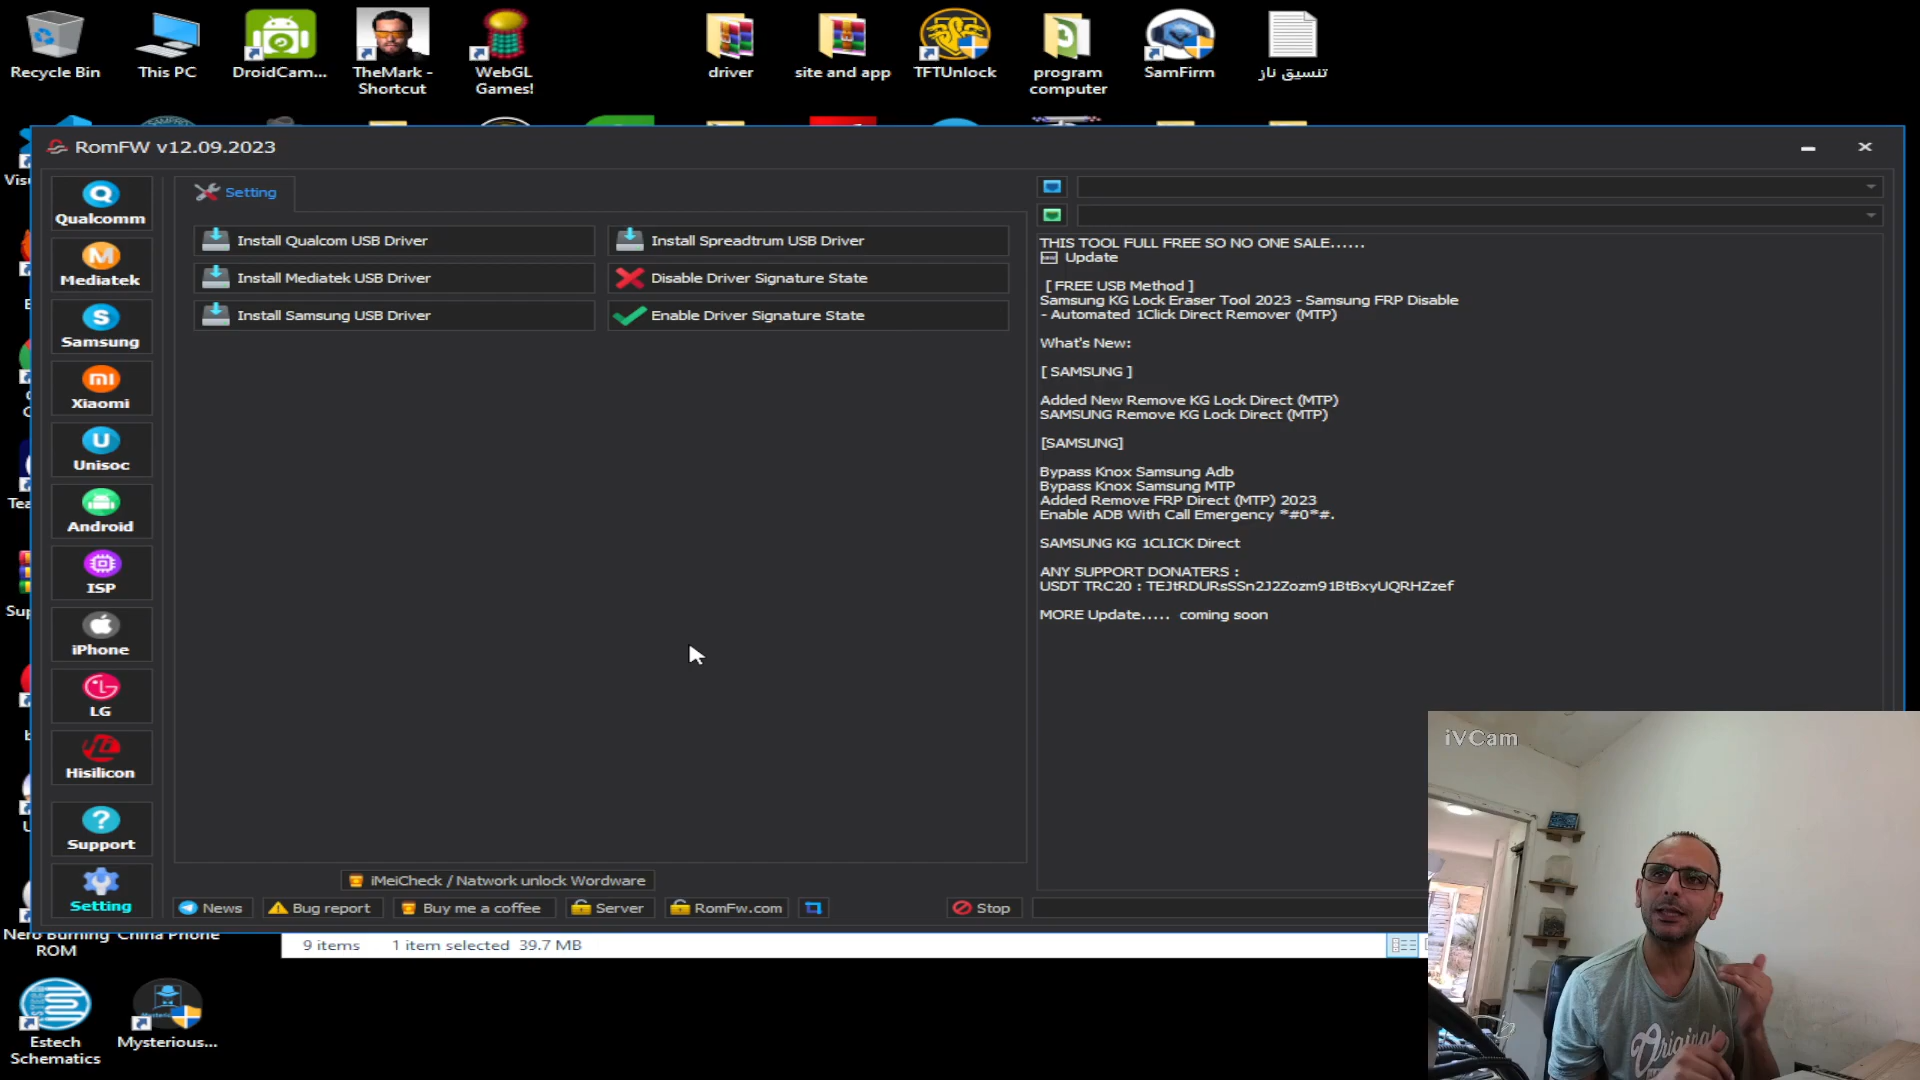 Recycle Bin
This PC
DroidCam...
TheMark - Shortcut
WebGL Games!
driver
site and app
TFTUnlock
program computer
SamFirm
تنسيق ناز
RomFW v12.09.2023
Qualcomm
Mediatek
Samsung
Xiaomi
Unisoc
Android
ISP
iPhone
LG
Hisilicon
Support
Setting
Setting
Install Qualcom USB Driver
Install Spreadtrum USB Driver
Install Mediatek USB Driver
Disable Driver Signature State
Install Samsung USB Driver
Enable Driver Signature State
THIS TOOL FULL FREE SO NO ONE SALE......
Update
[ FREE USB Method ]
Samsung KG Lock Eraser Tool 2023 - Samsung FRP Disable
- Automated 1Click Direct Remover (MTP)
What's New:
[ SAMSUNG ]
Added New Remove KG Lock Direct (MTP)
SAMSUNG Remove KG Lock Direct (MTP)
[SAMSUNG]
Bypass Knox Samsung Adb
Bypass Knox Samsung MTP
Added Remove FRP Direct (MTP) 2023
Enable ADB With Call Emergency *#0*#.
SAMSUNG KG 1CLICK Direct
ANY SUPPORT DONATERS :
USDT TRC20 : TEJtRDURsSSn2J2Zozm91BtBxyUQRHZzef
MORE Update..... coming soon
iVCam
Original
iMeiCheck / Natwork unlock Wordware
News
Bug report
Buy me a coffee
Server
RomFw.com
Stop
Nero Burning ROM
China Phone
9 items 1 item selected 39.7 MB
Estech Schematics
Mysterious...